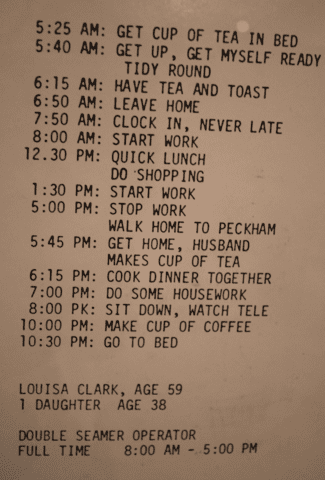 5:25 AM: GET CUP OF TEA IN BED
5:40 AM: GET UP, GET MYSELF READY
TIDY ROUND
6:15 AM: HAVE TEA AND TOAST
6:50 AM: LEAVE HOME
7:50 AM: CLOCK IN, NEVER LATE
8:00 AM: START WORK
12.30 PM: QUICK LUNCH
DO SHOPPING
1:30 PM: START WORK
5:00 PM: STOP WORK
WALK HOME TO PECKHAM
5:45 PM: GET HOME, HUSBAND
MAKES CUP OF TEA
6:15 PM: COOK DINNER TOGETHER
7:00 PM: DO SOME HOUSEWORK
8:00 PK: SIT DOWN, WATCH TELE
10:00 PM: MAKE CUP OF COFFEE
10:30 PM: GO TO BED
LOUISA CLARK, AGE 59
1 DAUGHTER AGE 38
DOUBLE SEAMER OPERATOR
FULL TIME 8:00 AM - 5:00 PM